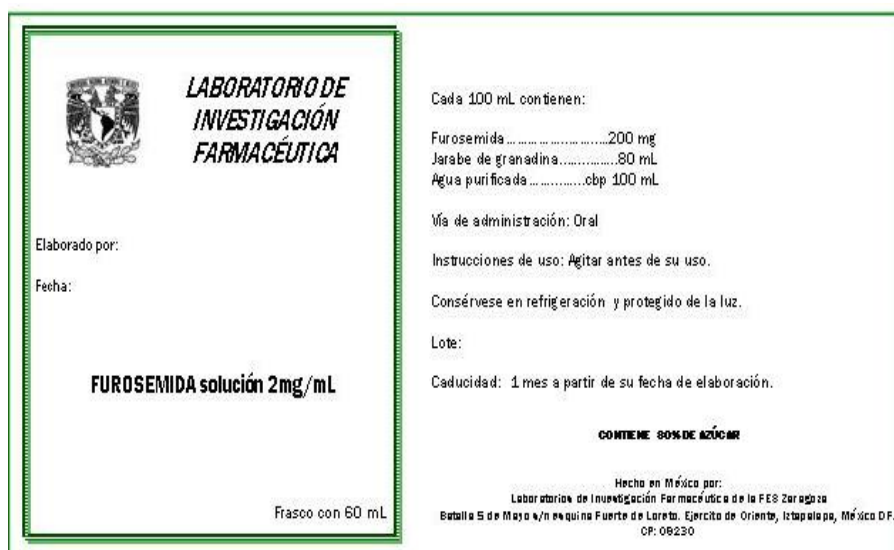 LABORATORIO DE
INVESTIGACIÓN
FARMACÉUTICA
Elaborado por:
Fecha:
FUROSEMIDA solución 2mg/mL
Frasco con 60 mL
Cada 100 mL contienen:
Furosemida..............................200 mg
Jarabe de granadina.................80 mL
Agua purificada...............cbp 100 mL
Vía de administración: Oral
Instrucciones de uso: Agitar antes de su uso.
Consérvese en refrigeración y protegido de la luz.
Lote:
Caducidad: 1 mes a partir de su fecha de elaboración.
CONTIENE 80% DE AZÚCAR
Hecho en México por:
Laboratorios de Investigación Farmacéutica de la FES Zaragoza
Batalla 5 de Mayo s/n esquina Fuerte de Loreto. Ejercito de Oriente, Iztapalapa, México DF.
CP: 09230